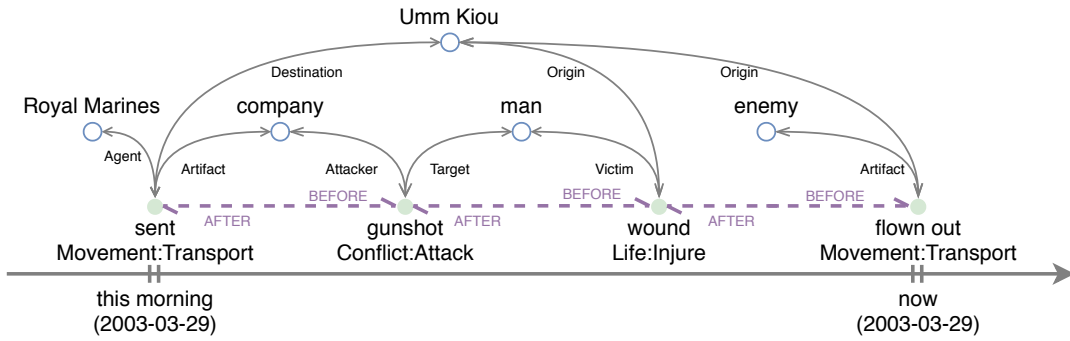 Umm Kiou
Destination
Origin
Origin
Royal Marines
company
man
enemy
Agent
Artifact
Attacker
Target
Victim
Artifact
BEFORE
BEFORE
BEFORE
AFTER
AFTER
AFTER
sent
Movement:Transport
gunshot
Conflict:Attack
wound
Life:Injure
flown out
Movement:Transport
this morning
(2003-03-29)
now
(2003-03-29)